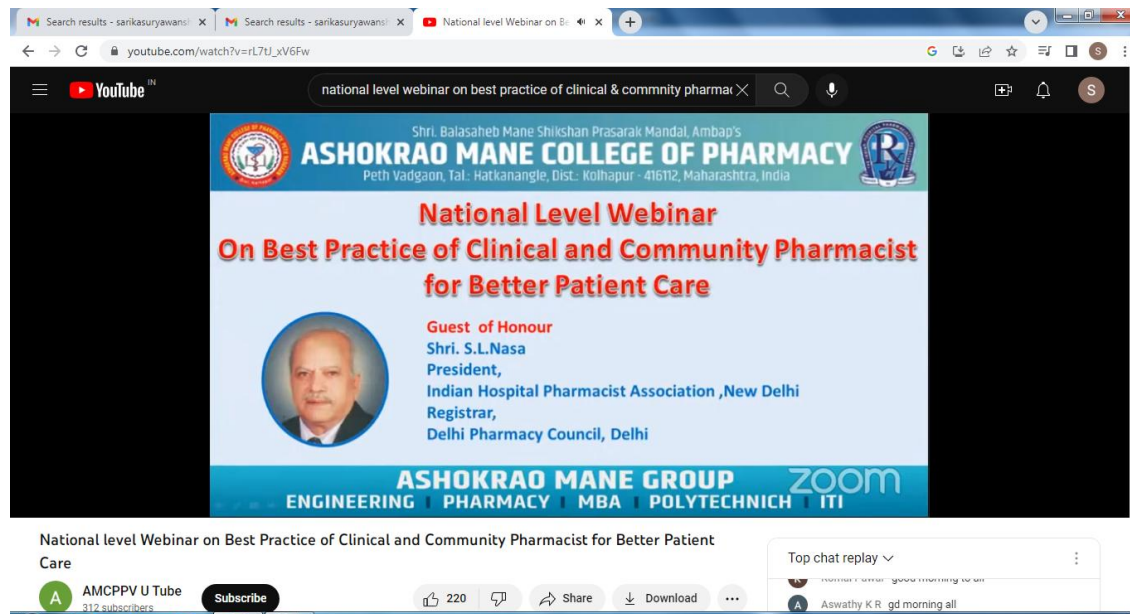 Search results - sarikasuryawansh
Search results - sarikasuryawansh
National level Webinar on Be
youtube.com/watch?v=rL7tJ_xV6Fw
YouTube IN
national level webinar on best practice of clinical & commnity pharmac
S
Shri. Balasaheb Mane Shikshan Prasarak Mandal, Ambap's
ASHOKRAO MANE COLLEGE OF PHARMACY
Peth Vadgaon, Tal.: Hatkanangle, Dist.: Kolhapur - 416112, Maharashtra, India
National Level Webinar
On Best Practice of Clinical and Community Pharmacist
for Better Patient Care
Guest of Honour
Shri. S.L.Nasa
President,
Indian Hospital Pharmacist Association ,New Delhi
Registrar,
Delhi Pharmacy Council, Delhi
ASHOKRAO MANE GROUP
zoom
ENGINEERING PHARMACY MBA POLYTECHNICH ITI
National level Webinar on Best Practice of Clinical and Community Pharmacist for Better Patient
Care
A
AMCPPV U Tube
312 subscribers
Subscribe
220
Share
Download
Top chat replay
good morning to all
A
Aswathy K R gd morning all